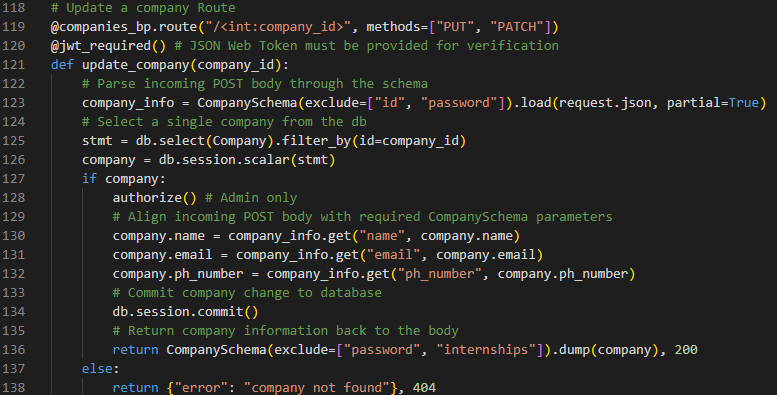 118 # Update a company Route
119 @companies_bp.route("/<int:company_id>", methods=["PUT", "PATCH"])
120 @jwt_required() # JSON Web Token must be provided for verification
121 def update_company(company_id):
122     # Parse incoming POST body through the schema
123     company_info = CompanySchema(exclude=["id", "password"]).load(request.json, partial=True)
124     # Select a single company from the db
125     stmt = db.select(Company).filter_by(id=company_id)
126     company = db.session.scalar(stmt)
127     if company:
128         authorize() # Admin only
129         # Align incoming POST body with required CompanySchema parameters
130         company.name = company_info.get("name", company.name)
131         company.email = company_info.get("email", company.email)
132         company.ph_number = company_info.get("ph_number", company.ph_number)
133         # Commit company change to database
134         db.session.commit()
135         # Return company information back to the body
136         return CompanySchema(exclude=["password", "internships"]).dump(company), 200
137     else:
138         return {"error": "company not found"}, 404